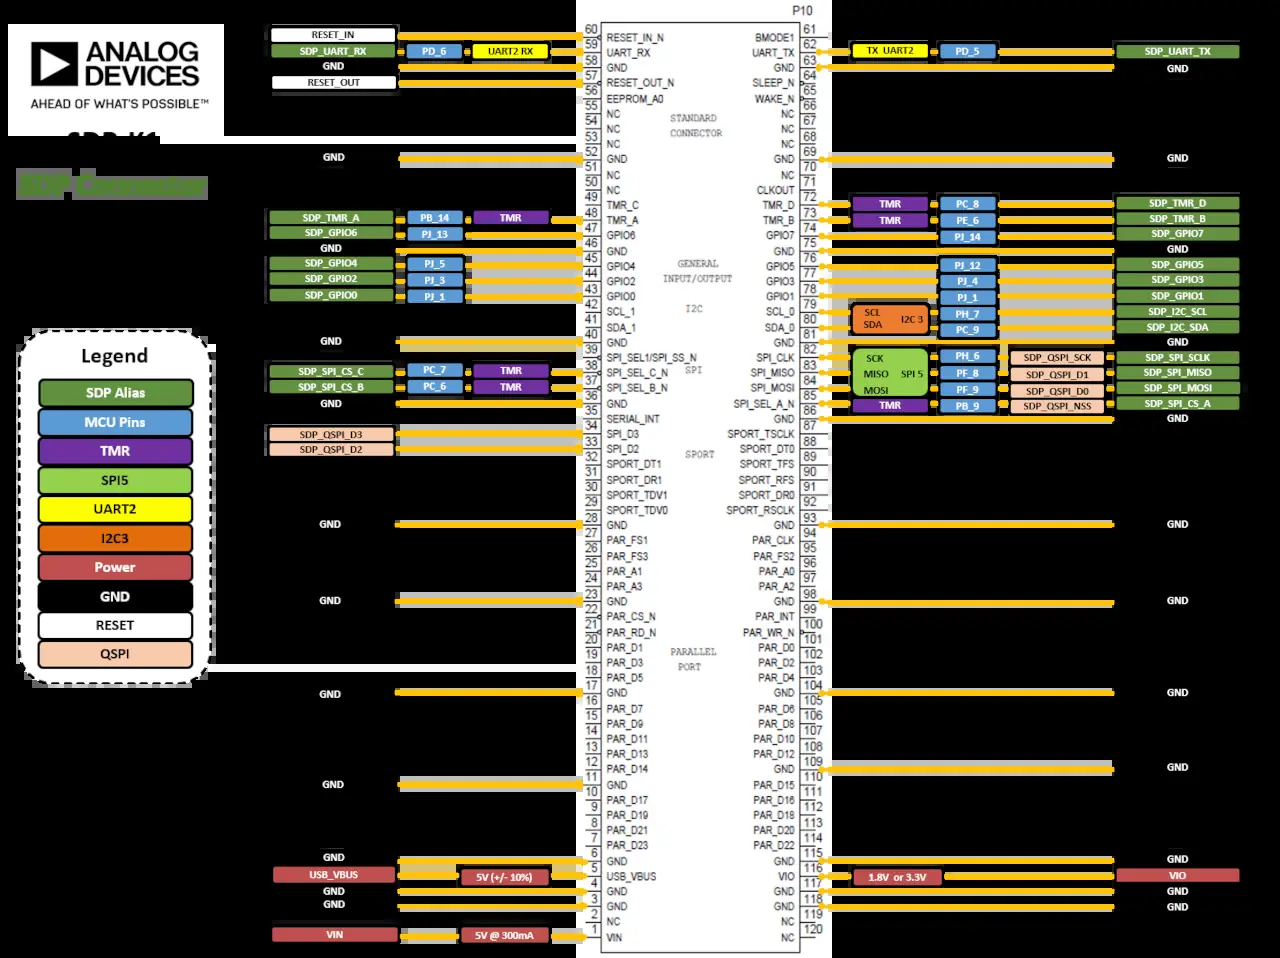 ANALOG
DEVICES
AHEAD OF WHAT'S POSSIBLE™
SDP-K1
SDP Connector
Legend
SDP Alias
MCU Pins
TMR
SPI5
UART2
I2C3
Power
GND
RESET
QSPI
P10
RESET_IN 60 RESET_IN_N BMODE1 61
SDP_UART_RX PD_6 UART2 RX 59 UART_RX UART_TX 62 TX UART2 PD_5 SDP_UART_TX
GND 58 GND GND 63 GND
RESET_OUT 57 RESET_OUT_N SLEEP_N 64
56 EEPROM_A0 WAKE_N 65
55 NC NC 66
STANDARD
CONNECTOR
54 NC NC 67
53 NC NC 68
GND 52 GND GND 69 GND
51 NC NC 70
50 NC CLKOUT 71
49 TMR_C TMR_D 72 TMR PC_8 SDP_TMR_D
SDP_TMR_A PB_14 TMR 48 TMR_A TMR_B 73 TMR PE_6 SDP_TMR_B
SDP_GPIO6 PJ_13 47 GPIO6 GPIO7 74 PJ_14 SDP_GPIO7
GND 46 GND GND 75 GND
GENERAL
INPUT/OUTPUT
SDP_GPIO4 PJ_5 45 GPIO4 GPIO5 76 PJ_12 SDP_GPIO5
SDP_GPIO2 PJ_3 44 GPIO2 GPIO3 77 PJ_4 SDP_GPIO3
SDP_GPIO0 PJ_1 43 GPIO0 GPIO1 78 PJ_1 SDP_GPIO1
I2C
42 SCL_1 SCL_0 79 SCL I2C 3 PH_7 SDP_I2C_SCL
41 SDA_1 SDA_0 80 SDA PC_9 SDP_I2C_SDA
GND 40 GND GND 81 GND
39 SPI_SEL1/SPI_SS_N SPI_CLK 82 SCK PH_6 SDP_QSPI_SCK SDP_SPI_SCLK
SDP_SPI_CS_C PC_7 TMR 38 SPI_SEL_C_N SPI SPI_MISO 83 MISO SPI 5 PF_8 SDP_QSPI_D1 SDP_SPI_MISO
SDP_SPI_CS_B PC_6 TMR 37 SPI_SEL_B_N SPI_MOSI 84 MOSI PF_9 SDP_QSPI_D0 SDP_SPI_MOSI
GND 36 GND SPI_SEL_A_N 85 TMR PB_9 SDP_QSPI_NSS SDP_SPI_CS_A
35 SERIAL_INT GND 86 GND
SDP_QSPI_D3 34 SPI_D3 SPORT_TSCLK 87
SDP_QSPI_D2 33 SPI_D2 SPORT SPORT_DT0 88
32 SPORT_DT1 SPORT_TFS 89
31 SPORT_DR1 SPORT_RFS 90
30 SPORT_TDV1 SPORT_DR0 91
29 SPORT_TDV0 SPORT_RSCLK 92
GND 28 GND GND 93 GND
27 PAR_FS1 PAR_CLK 94
26 PAR_FS3 PAR_FS2 95
25 PAR_A1 PAR_A0 96
24 PAR_A3 PAR_A2 97
GND 23 GND GND 98 GND
22 PAR_CS_N PAR_INT 99
21 PAR_RD_N PAR_WR_N 100
20 PAR_D1 PAR_D0 101
PARALLEL
PORT
19 PAR_D3 PAR_D2 102
18 PAR_D5 PAR_D4 103
GND 17 GND GND 104 GND
16 PAR_D7 PAR_D6 105
15 PAR_D9 PAR_D8 106
14 PAR_D11 PAR_D10 107
13 PAR_D13 PAR_D12 108
12 PAR_D14 GND 109 GND
GND 11 GND PAR_D15 110
10 PAR_D17 PAR_D16 111
9 PAR_D19 PAR_D18 112
8 PAR_D21 PAR_D20 113
7 PAR_D23 PAR_D22 114
GND 6 GND GND 115 GND
USB_VBUS 5V (+/- 10%) 5 USB_VBUS VIO 116 1.8V or 3.3V VIO
GND 4 GND GND 117 GND
GND 3 GND GND 118 GND
2 NC NC 119
VIN 5V @ 300mA 1 VIN NC 120